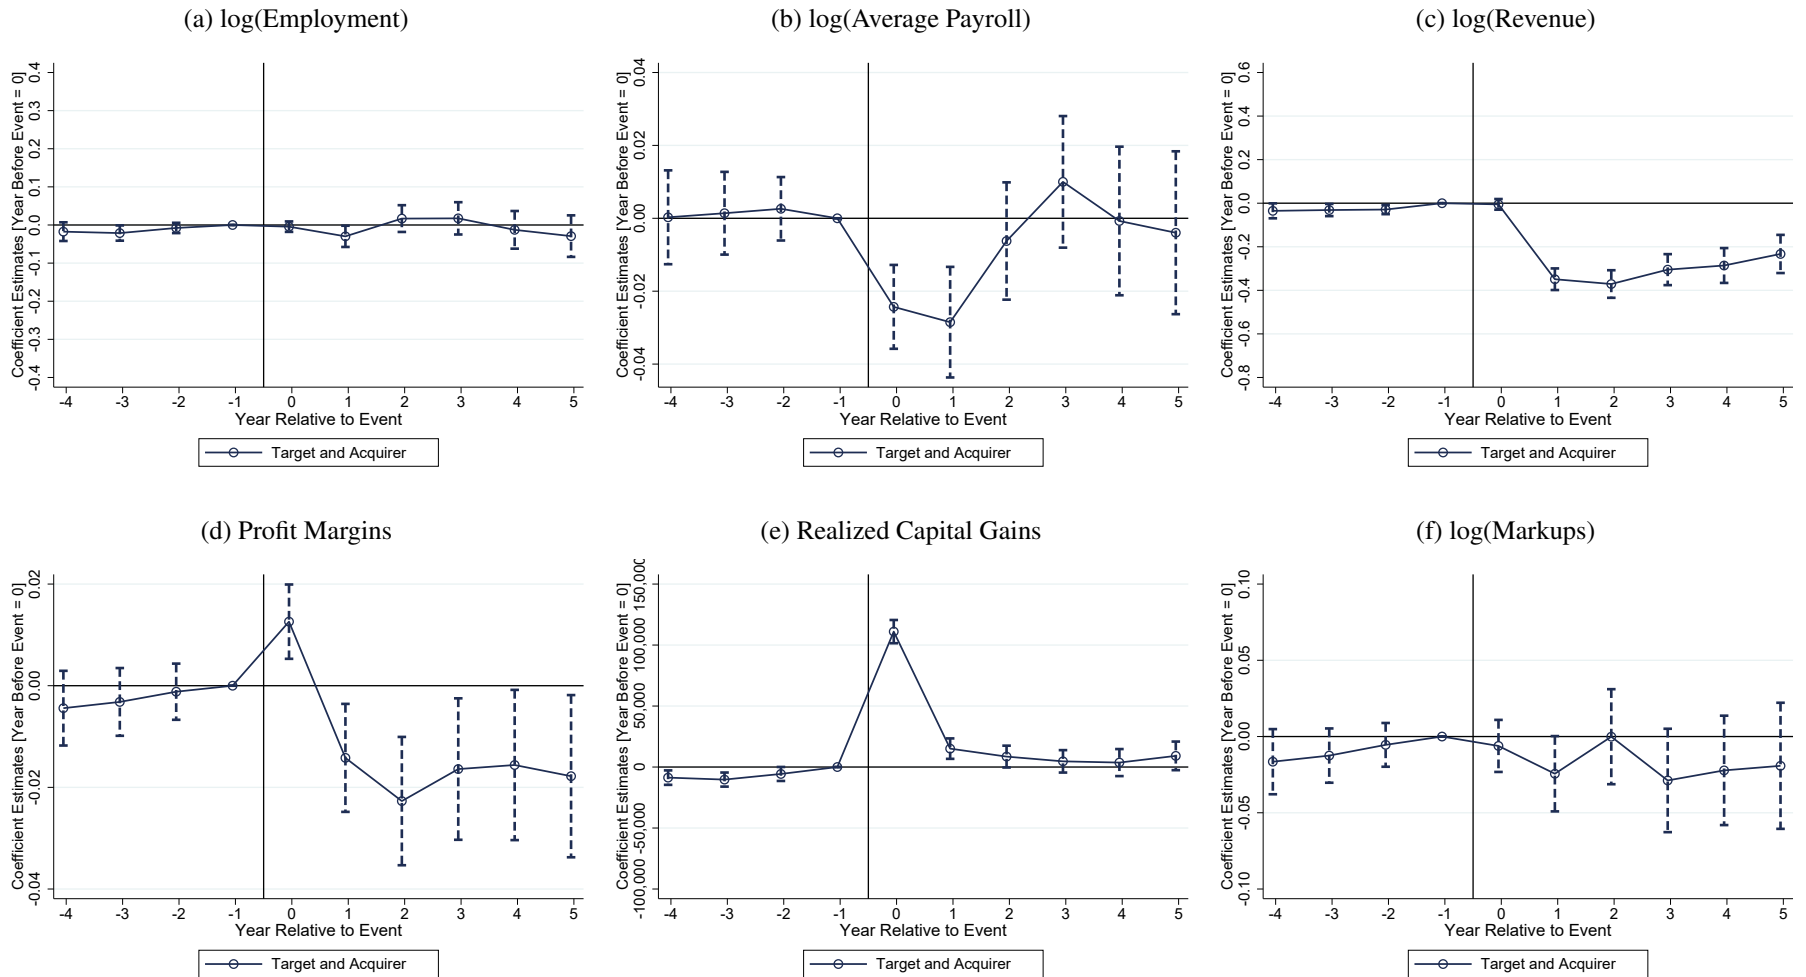 (a) log(Employment)
Coefficient Estimates [Year Before Event = 0]
0.4
0.3
0.2
0.1
0.0
-0.1
-0.2
-0.3
-0.4
-4 -3 -2 -1 0 1 2 3 4 5
Year Relative to Event
Target and Acquirer
(b) log(Average Payroll)
Coefficient Estimates [Year Before Event = 0]
0.04
0.02
0.00
-0.02
-0.04
-4 -3 -2 -1 0 1 2 3 4 5
Year Relative to Event
Target and Acquirer
(c) log(Revenue)
Coefficient Estimates [Year Before Event = 0]
0.6
0.4
0.2
0.0
-0.2
-0.4
-0.6
-0.8
-4 -3 -2 -1 0 1 2 3 4 5
Year Relative to Event
Target and Acquirer
(d) Profit Margins
Coefficient Estimates [Year Before Event = 0]
0.02
0.00
-0.02
-0.04
-4 -3 -2 -1 0 1 2 3 4 5
Year Relative to Event
Target and Acquirer
(e) Realized Capital Gains
Coefficient Estimates [Year Before Event = 0]
150,000
100,000
50,000
0
-50,000
-100,000
-4 -3 -2 -1 0 1 2 3 4 5
Year Relative to Event
Target and Acquirer
(f) log(Markups)
Coefficient Estimates [Year Before Event = 0]
0.10
0.05
0.00
-0.05
-0.10
-4 -3 -2 -1 0 1 2 3 4 5
Year Relative to Event
Target and Acquirer